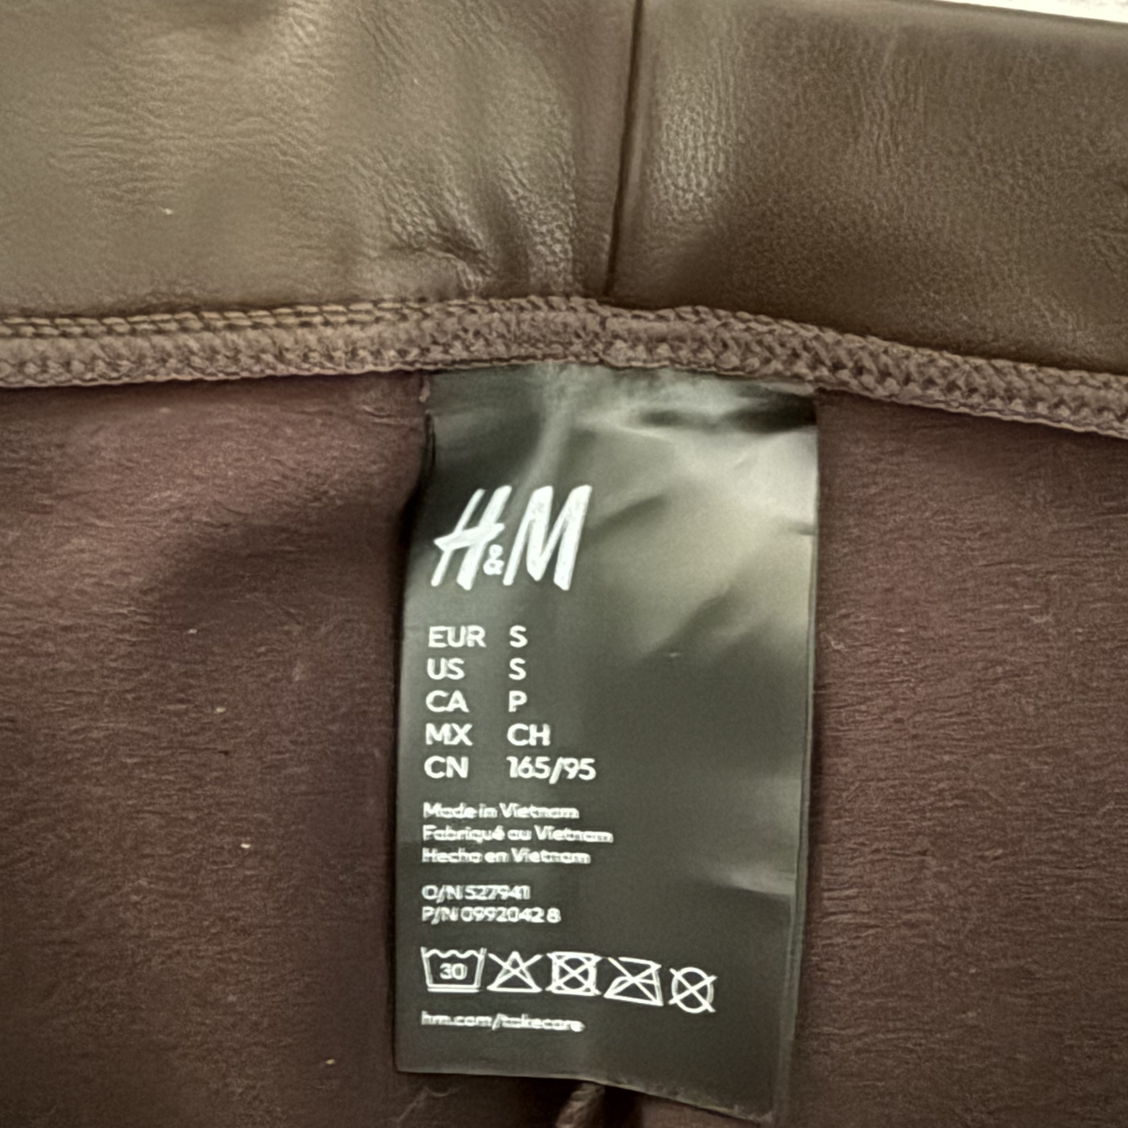 H&M
EUR S
US S
CA P
MX CH
CN 165/95
Made in Vietnam
Fabriqué au Vietnam
Hecho en Vietnam
O/N 527941
P/N 0992042 8
30
hm.com/takecare